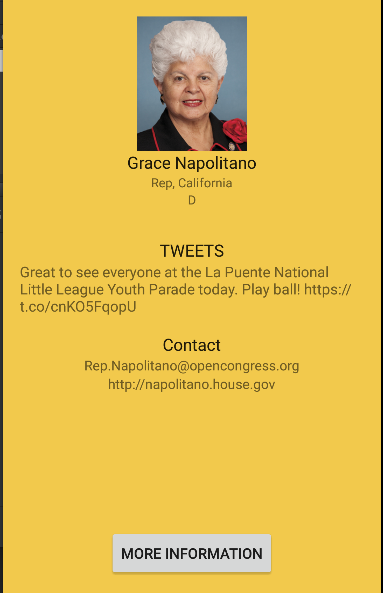 Grace Napolitano
Rep, California
D
TWEETS
Great to see everyone at the La Puente National
Little League Youth Parade today. Play ball! https://
t.co/cnKO5FqopU
Contact
Rep.Napolitano@opencongress.org
http://napolitano.house.gov
MORE INFORMATION